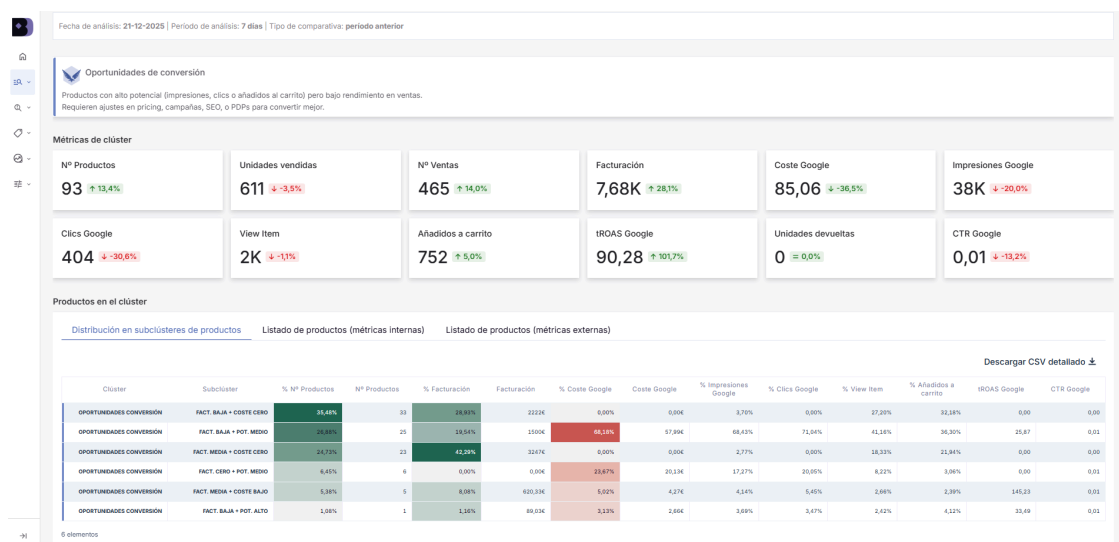 Fecha de análisis: 21-12-2025 | Período de análisis: 7 días | Tipo de comparativa: período anterior
Oportunidades de conversión
Productos con alto potencial (impresiones, clics o añadidos al carrito) pero bajo rendimiento en ventas.
Requieren ajustes en pricing, campañas, SEO, o PDPs para convertir mejor.
Métricas de clúster
Nº Productos Unidades vendidas Nº Ventas Facturación Coste Google Impresiones Google
93 ↑ 13,4% 611 ↓ -3,5% 465 ↑ 14,0% 7,68K ↑ 28,1% 85,06 ↓ -36,5% 38K ↓ -20,0%
Clics Google View Item Añadidos a carrito tROAS Google Unidades devueltas CTR Google
404 ↓ -30,6% 2K ↓ -1,1% 752 ↑ 5,0% 90,28 ↑ 101,7% 0 = 0,0% 0,01 ↓ -13,2%
Productos en el clúster
Distribución en subclústeres de productos Listado de productos (métricas internas) Listado de productos (métricas externas)
Descargar CSV detallado
Clúster Subclúster % Nº Productos Nº Productos % Facturación Facturación % Coste Google Coste Google % Impresiones Google % Clics Google % View Item % Añadidos a carrito tROAS Google CTR Google
OPORTUNIDADES CONVERSIÓN FACT. BAJA + COSTE CERO 35,48% 33 28,93% 2222€ 0,00% 0,00€ 3,70% 0,00% 27,20% 32,18% 0,00 0,00
OPORTUNIDADES CONVERSIÓN FACT. BAJA + POT. MEDIO 26,88% 25 19,54% 1500€ 68,18% 57,99€ 68,43% 71,04% 41,16% 36,30% 25,87 0,01
OPORTUNIDADES CONVERSIÓN FACT. MEDIA + COSTE CERO 24,73% 23 42,29% 3247€ 0,00% 0,00€ 2,77% 0,00% 18,33% 21,94% 0,00 0,00
OPORTUNIDADES CONVERSIÓN FACT. CERO + POT. MEDIO 6,45% 6 0,00% 0,00€ 23,67% 20,13€ 17,27% 20,05% 8,22% 3,06% 0,00 0,01
OPORTUNIDADES CONVERSIÓN FACT. MEDIA + COSTE BAJO 5,38% 5 8,08% 620,33€ 5,02% 4,27€ 4,14% 5,45% 2,66% 2,39% 145,23 0,01
OPORTUNIDADES CONVERSIÓN FACT. BAJA + POT. ALTO 1,08% 1 1,16% 89,03€ 3,13% 2,66€ 3,69% 3,47% 2,42% 4,12% 33,49 0,01
6 elementos